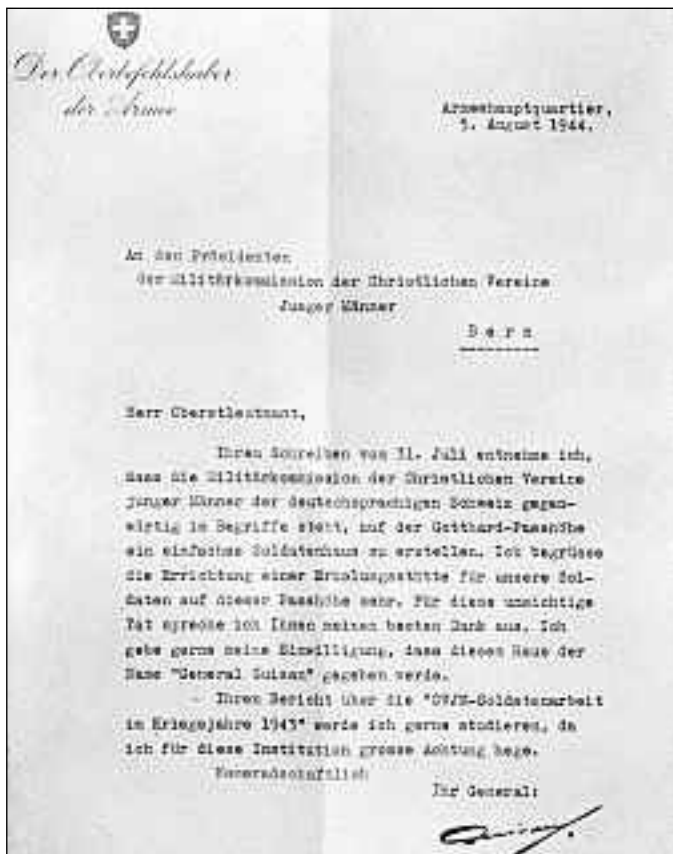 Der Oberbefehlshaber
der Armee
Armeehauptquartier,
5. August 1944.
An den Präsidenten
der Militärkommission der Christlichen Vereine
Junger Männer
Bern
Herr Oberstleutnant,
Ihrem Schreiben vom 31. Juli entnehme ich,
dass die Militärkommission der Christlichen Vereine
junger Männer der deutschsprachigen Schweiz gegen-
wärtig im Begriffe steht, auf der Gotthard-Passhöhe
ein einfaches Soldatenhaus zu erstellen. Ich begrüsse
die Errichtung einer Erholungsstätte für unsere Sol-
daten auf dieser Passhöhe sehr. Für diese umsichtige
Tat spreche ich Ihnen meinen besten Dank aus. Ich
gebe gerne meine Einwilligung, dass diesem Haus der
Name "General Guisan" gegeben werde.
- Ihren Bericht über die "CVJM-Soldatenarbeit
im Kriegsjahre 1943" werde ich gerne studieren, da
ich für diese Institution grosse Achtung hege.
Kameradschaftlich
Ihr General:
Guisan.